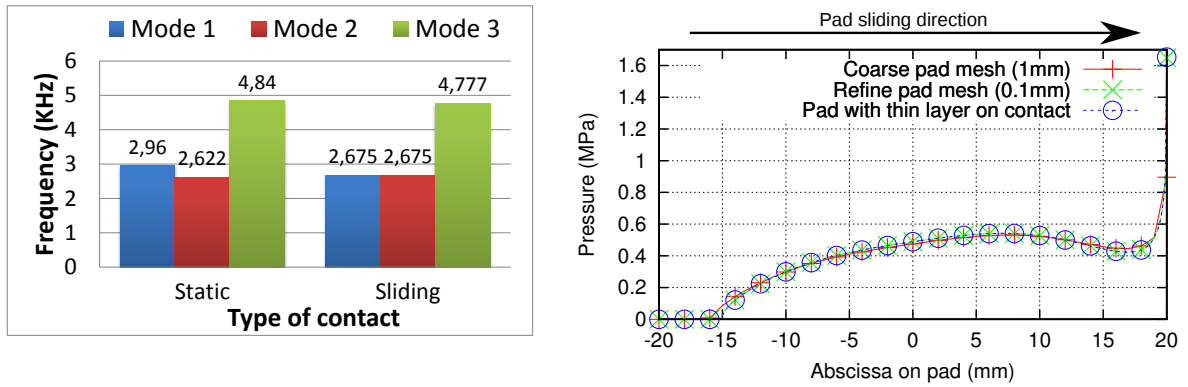 Mode 1 Mode 2 Mode 3
Frequency (KHz)
6
5
4
3
2
1
0
2,96
2,622
4,84
2,675
2,675
4,777
Static Sliding
Type of contact
Pad sliding direction
Coarse pad mesh (1mm)
Refine pad mesh (0.1mm)
Pad with thin layer on contact
Pressure (MPa)
1.6
1.4
1.2
1
0.8
0.6
0.4
0.2
0
-20 -15 -10 -5 0 5 10 15 20
Abscissa on pad (mm)